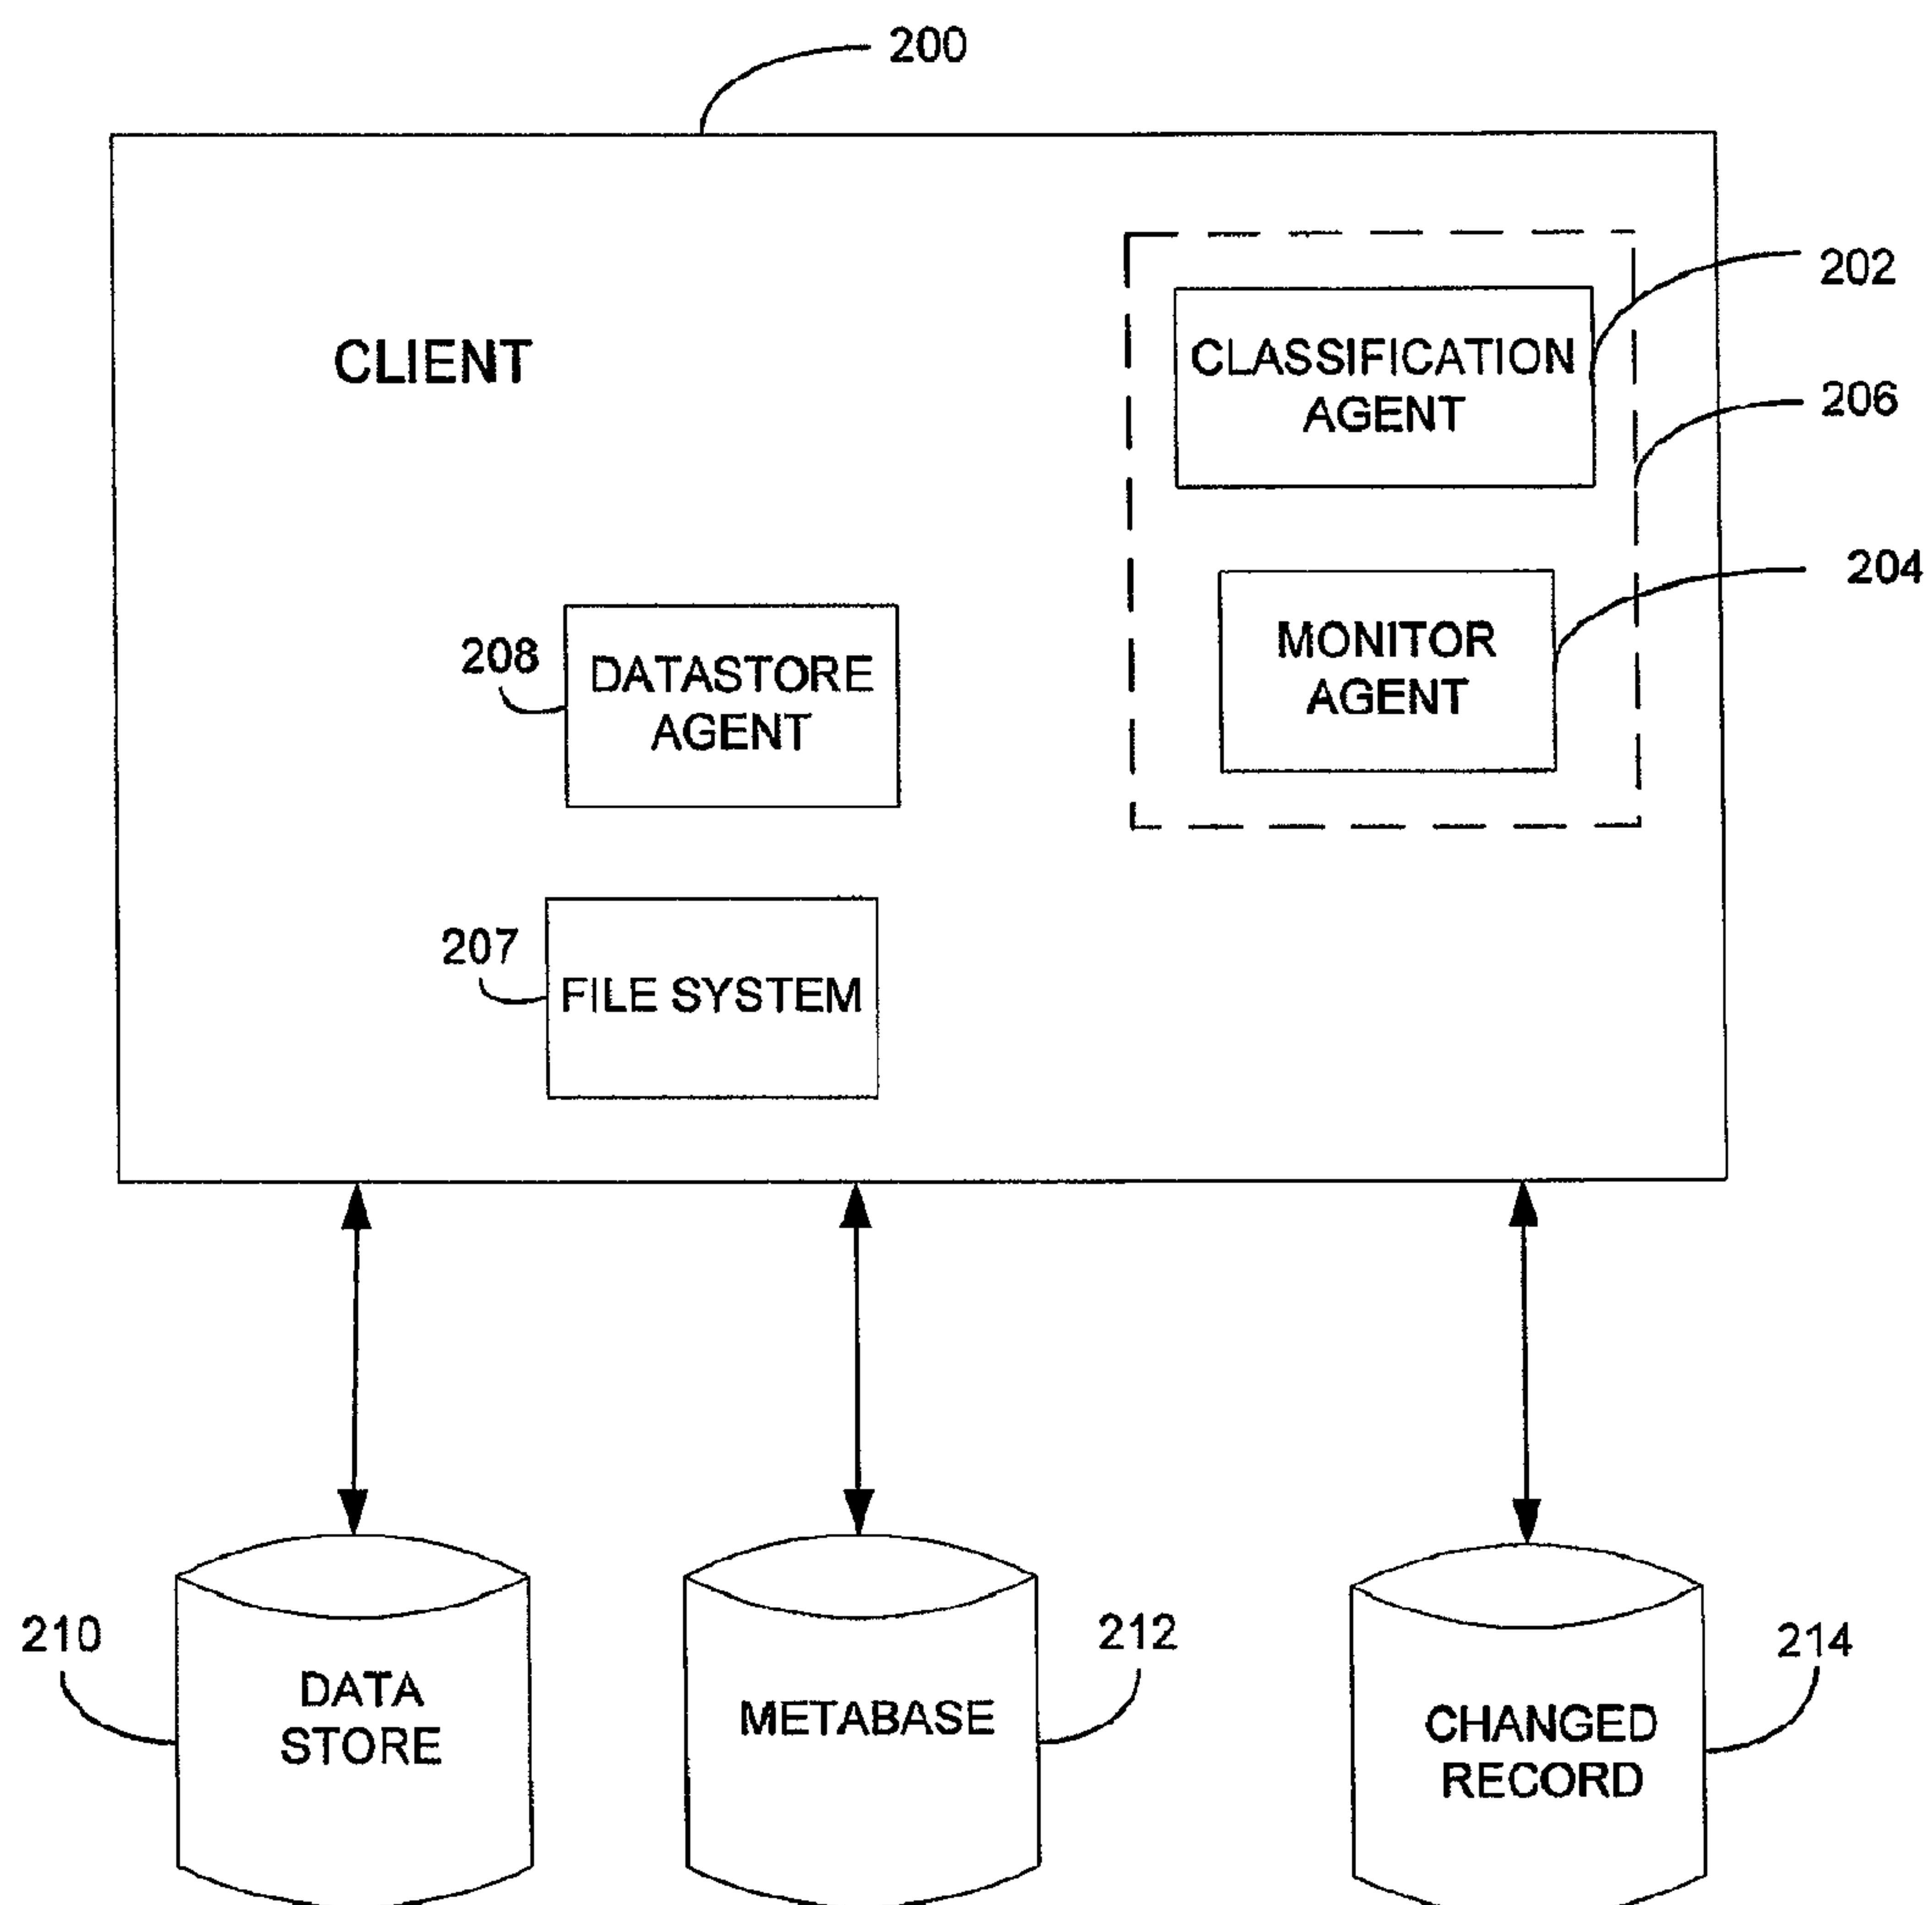 200
202
CLIENT
CLASSIFICATION
AGENT
206
204
MONITOR
AGENT
208
DATASTORE
AGENT
207
FILE SYSTEM
210
DATA
STORE
212
METABASE
214
CHANGED
RECORD